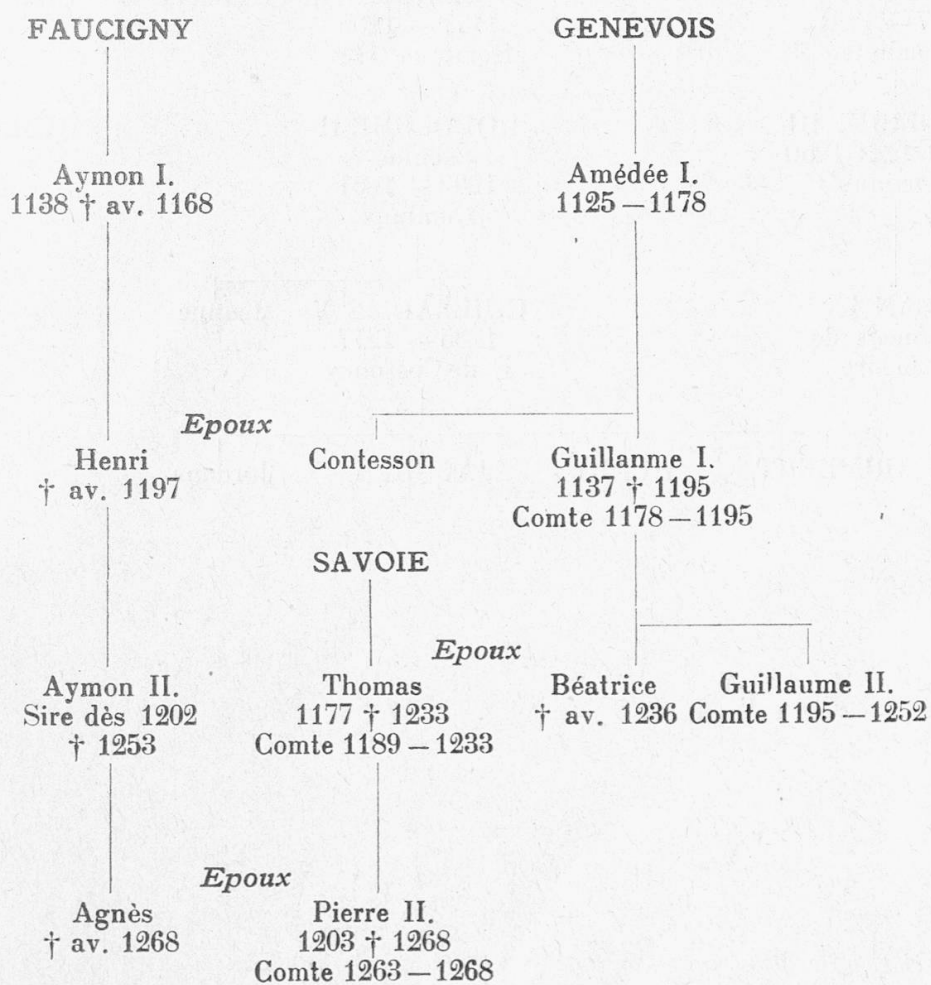 FAUCIGNY GENEVOIS
Aymon I. Amédée I.
1138 † av. 1168 1125 – 1178
Epoux
Henri Contesson Guillanme I.
† av. 1197 1137 † 1195
Comte 1178 – 1195
SAVOIE
Epoux
Aymon II. Thomas Béatrice Guillaume II.
Sire dès 1202 1177 † 1233 † av. 1236 Comte 1195 – 1252
† 1253 Comte 1189 – 1233
Epoux
Agnès Pierre II.
† av. 1268 1203 † 1268
Comte 1263 – 1268